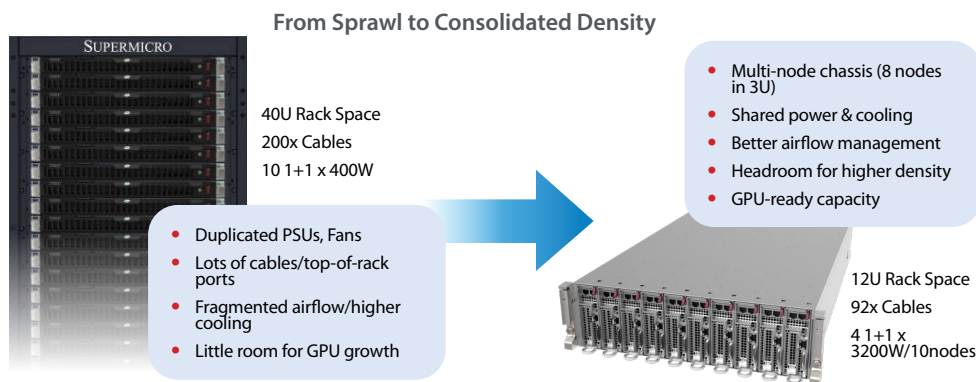 From Sprawl to Consolidated Density
SUPERMICRO
40U Rack Space
200x Cables
10 1+1 x 400W
• Duplicated PSUs, Fans
• Lots of cables/top-of-rack
ports
• Fragmented airflow/higher
cooling
• Little room for GPU growth
• Multi-node chassis (8 nodes
in 3U)
• Shared power & cooling
• Better airflow management
• Headroom for higher density
• GPU-ready capacity
12U Rack Space
92x Cables
4 1+1 x
3200W/10nodes